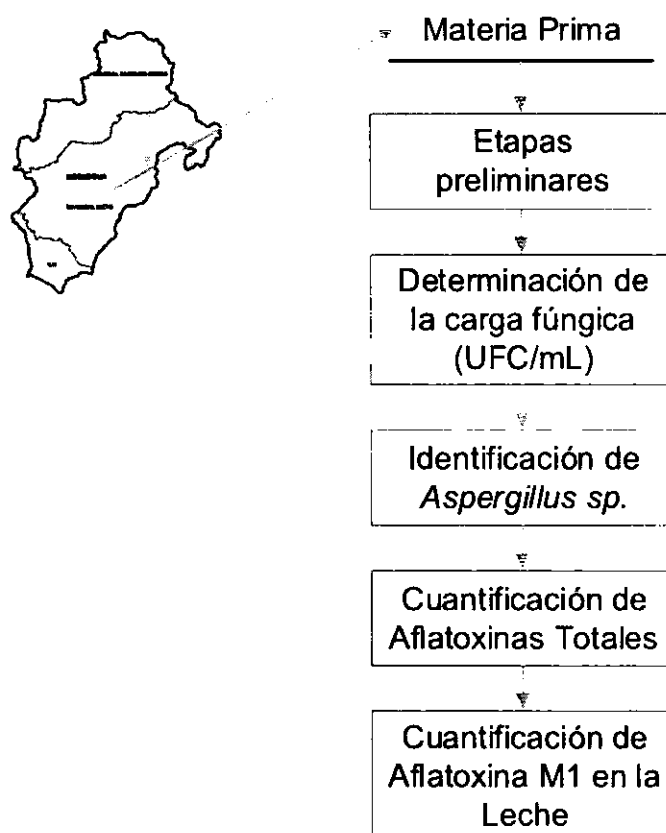 Materia Prima
Etapas
preliminares
Determinación de
la carga fúngica
(UFC/mL)
Identificación de
Aspergillus sp.
Cuantificación de
Aflatoxinas Totales
Cuantificación de
Aflatoxina M1 en la
Leche